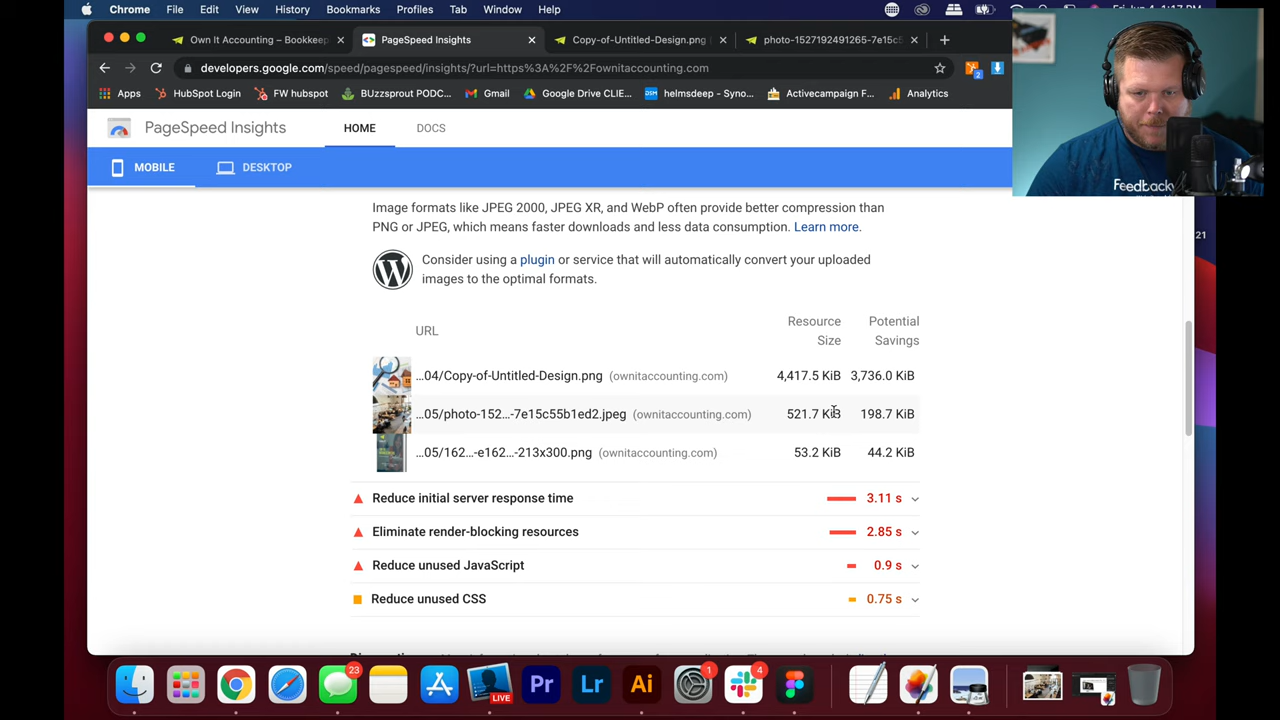 Chrome File Edit View History Bookmarks Profiles Tab Window Help
Own It Accounting – Bookkeep
PageSpeed Insights
Copy-of-Untitled-Design.png
photo-1527192491265-7e15c5
developers.google.com/speed/pagespeed/insights/?url=https%3A%2F%2Fownitaccounting.com
2
Apps HubSpot Login FW hubspot BUzzsprout PODC... Gmail Google Drive CLIE... helmsdeep – Syno... Activecampaign F... Analytics
PageSpeed Insights HOME DOCS
MOBILE DESKTOP
Feedback
21
Image formats like JPEG 2000, JPEG XR, and WebP often provide better compression than
PNG or JPEG, which means faster downloads and less data consumption. Learn more.
Consider using a plugin or service that will automatically convert your uploaded
images to the optimal formats.
URL Resource Size Potential Savings
...04/Copy-of-Untitled-Design.png (ownitaccounting.com) 4,417.5 KiB 3,736.0 KiB
...05/photo-152...-7e15c55b1ed2.jpeg (ownitaccounting.com) 521.7 KiB 198.7 KiB
...05/162...-e162...-213x300.png (ownitaccounting.com) 53.2 KiB 44.2 KiB
Reduce initial server response time 3.11 s
Eliminate render-blocking resources 2.85 s
Reduce unused JavaScript 0.9 s
Reduce unused CSS 0.75 s
23 LIVE Pr Lr Ai 1 4